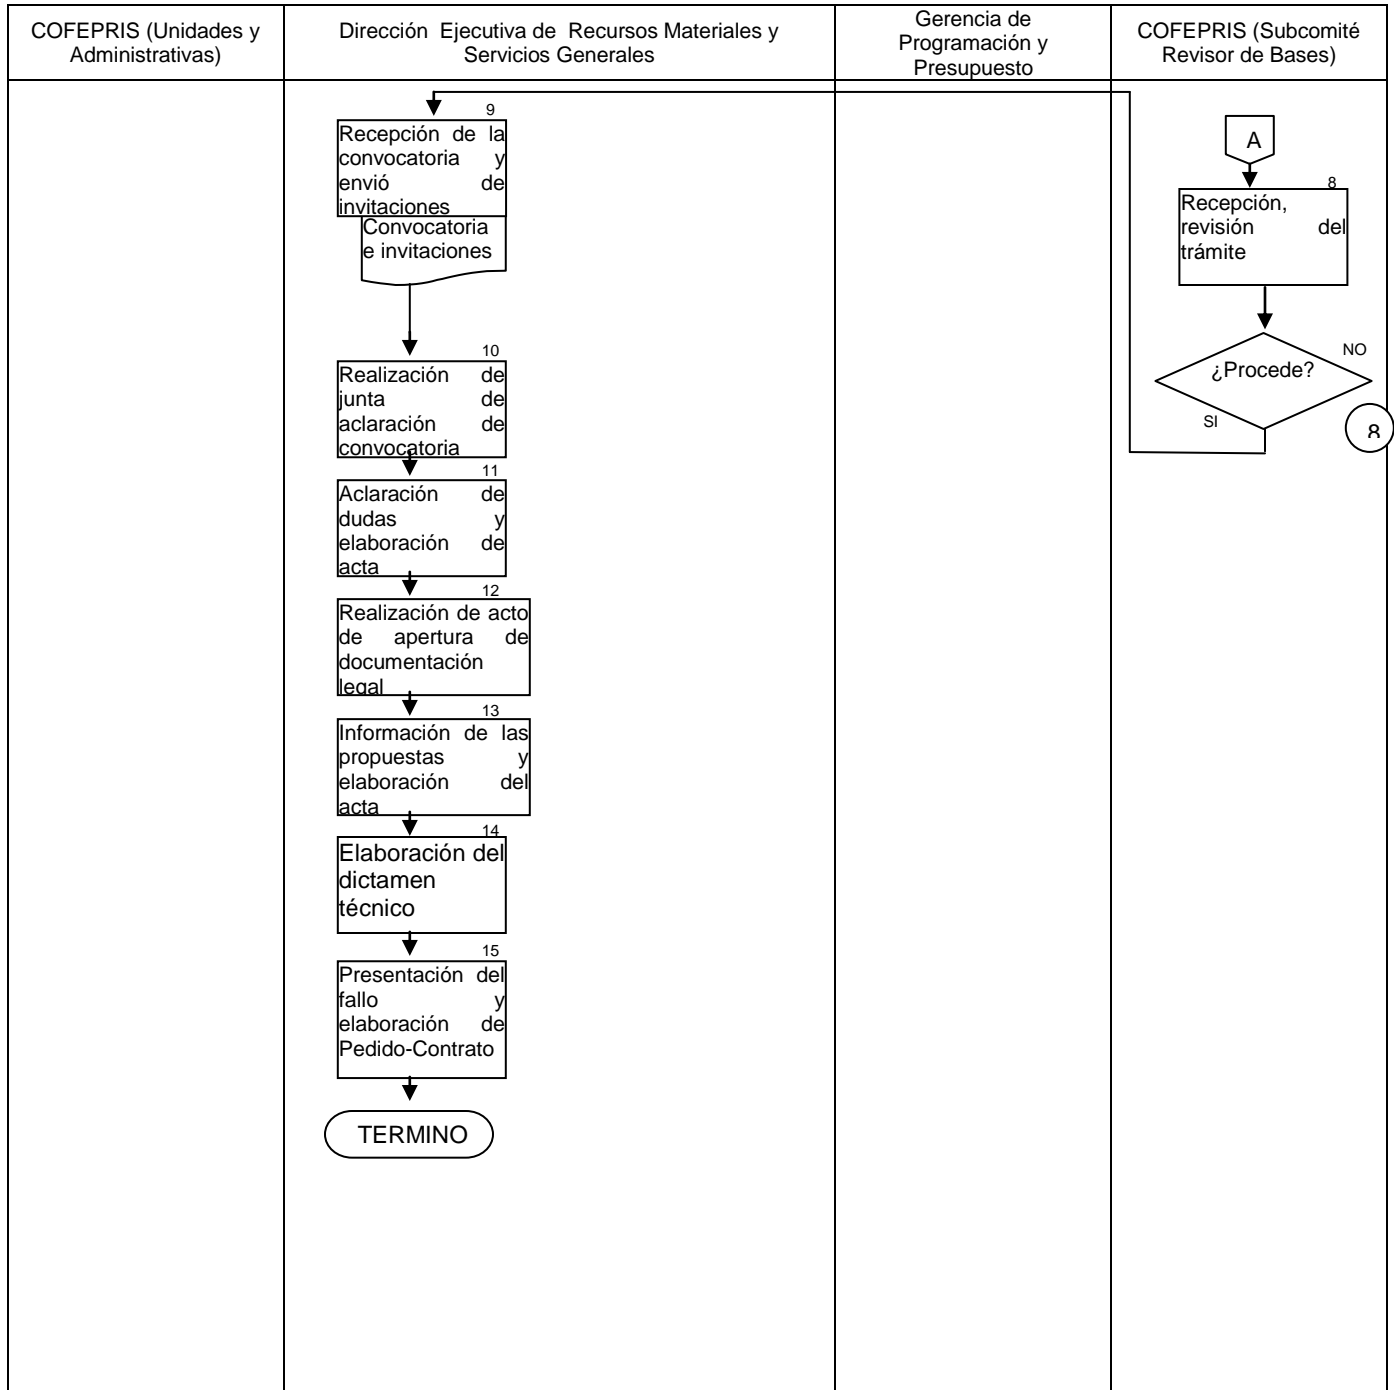 COFEPRIS (Unidades y
Administrativas)
Dirección Ejecutiva de Recursos Materiales y
Servicios Generales
Gerencia de
Programación y
Presupuesto
COFEPRIS (Subcomité
Revisor de Bases)
A
8
Recepción,
revisión del
trámite
¿Procede?
NO
SI
8
9
Recepción de la
convocatoria y
envió de
invitaciones
Convocatoria
e invitaciones
10
Realización de
junta de
aclaración de
convocatoria
11
Aclaración de
dudas y
elaboración de
acta
12
Realización de acto
de apertura de
documentación
legal
13
Información de las
propuestas y
elaboración del
acta
14
Elaboración del
dictamen
técnico
15
Presentación del
fallo y
elaboración de
Pedido-Contrato
TERMINO